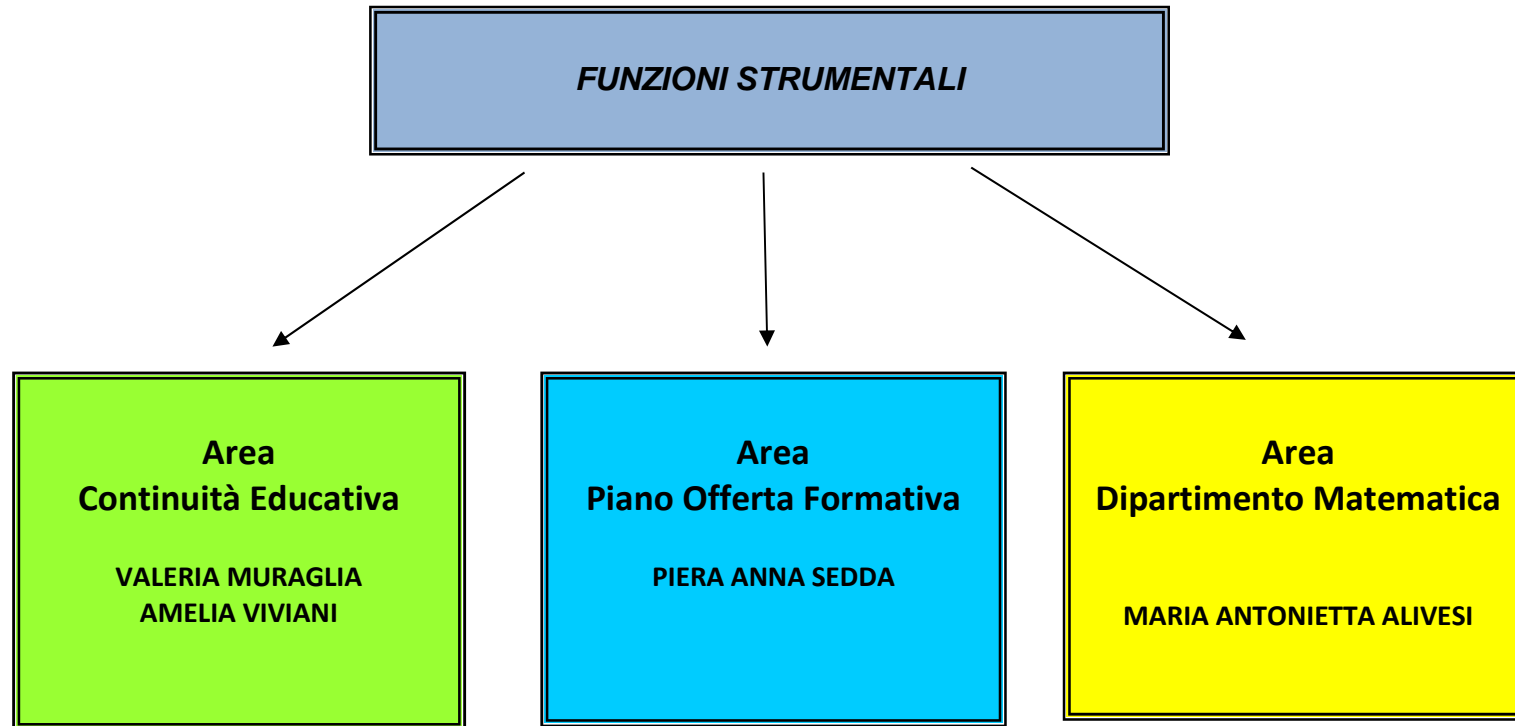 FUNZIONI STRUMENTALI
Area
Continuità Educativa
VALERIA MURAGLIA
AMELIA VIVIANI
Area
Piano Offerta Formativa
PIERA ANNA SEDDA
Area
Dipartimento Matematica
MARIA ANTONIETTA ALIVESI